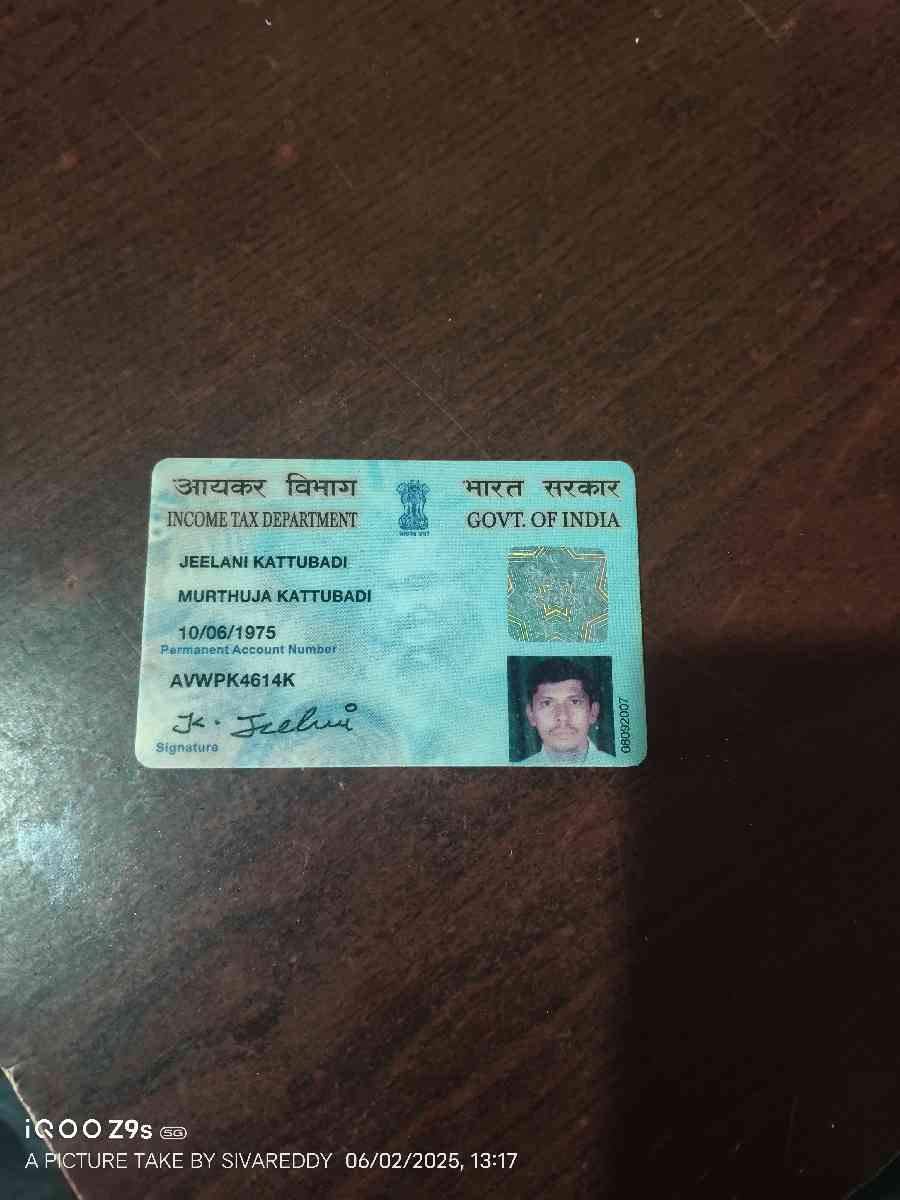 आयकर विभाग
INCOME TAX DEPARTMENT
भारत सरकार
GOVT. OF INDIA
JEELANI KATTUBADI
MURTHUJA KATTUBADI
10/06/1975
Permanent Account Number
AVWPK4614K
K. Jeelani
Signature
08092007
iQOO Z9s 5G
A PICTURE TAKE BY SIVAREDDY 06/02/2025, 13:17